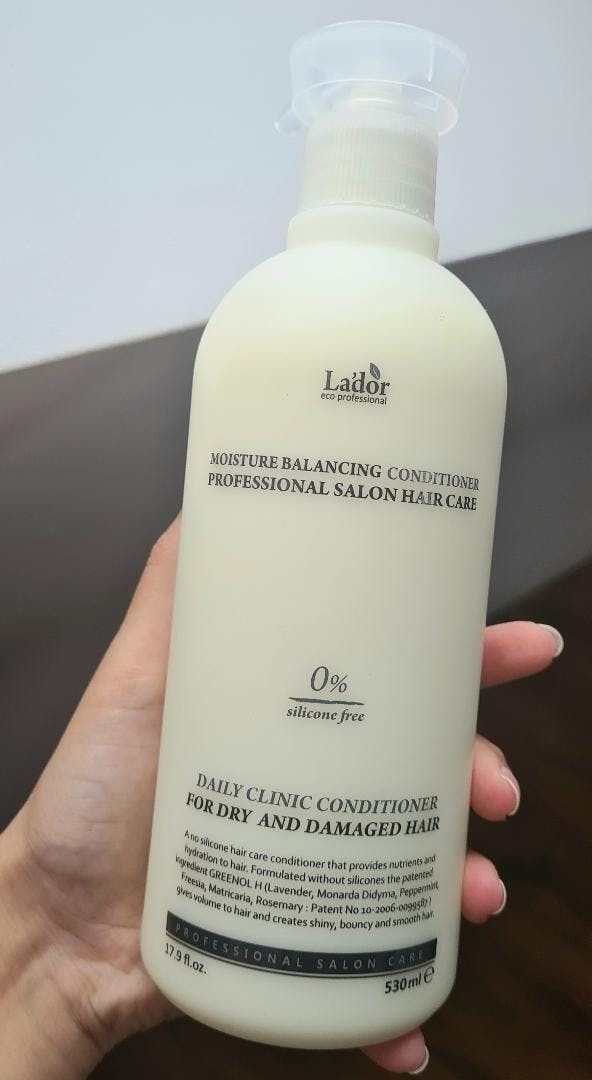 La'dor
eco professional
MOISTURE BALANCING CONDITIONER
PROFESSIONAL SALON HAIR CARE
0%
silicone free
DAILY CLINIC CONDITIONER
FOR DRY AND DAMAGED HAIR
A no silicone hair care conditioner that provides nutrients and
hydration to hair. Formulated without silicones the patented
ingredient GREENOL H (Lavender, Monarda Didyma, Peppermint,
Freesia, Matricaria, Rosemary : Patent No 10-2006-0099587)
gives volume to hair and creates shiny, bouncy and smooth hair.
PROFESSIONAL SALON CARE
17.9 fl.oz.
530ml ℮